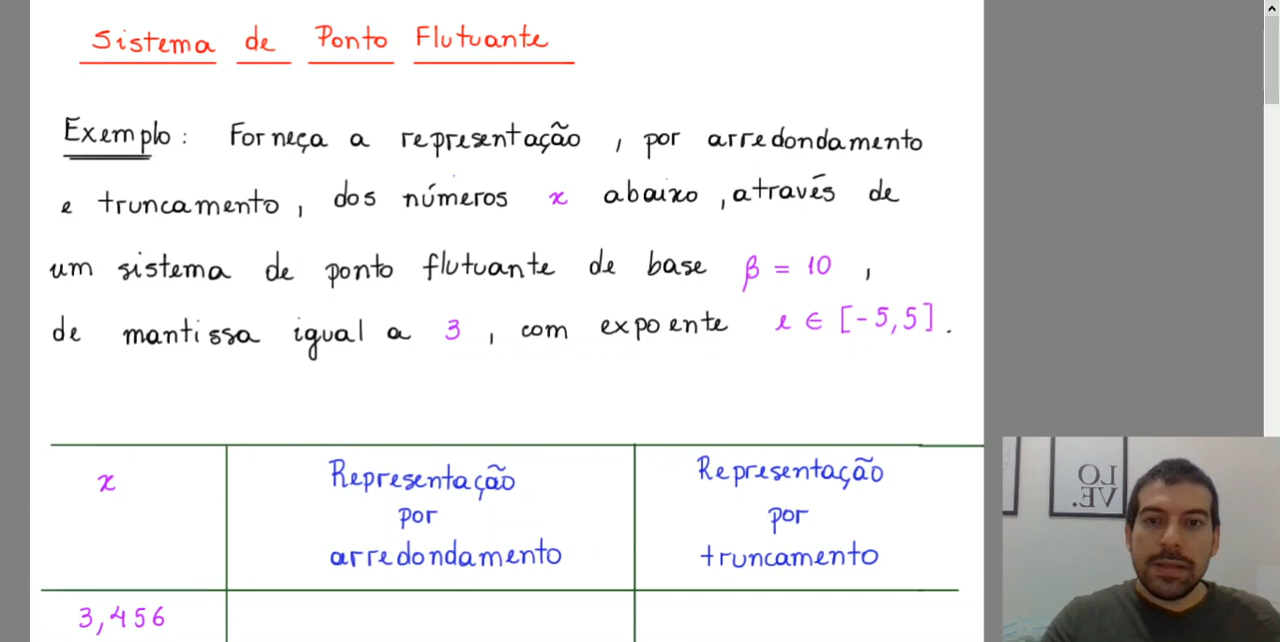 Sistema de Ponto Flutuante
Exemplo: Forneça a representação, por arredondamento
e truncamento, dos números x abaixo, através de
um sistema de ponto flutuante de base β = 10,
de mantissa igual a 3, com expoente e ∈ [-5,5].
x
Representação
por
arredondamento
Representação
por
truncamento
3,456
LO
VE.